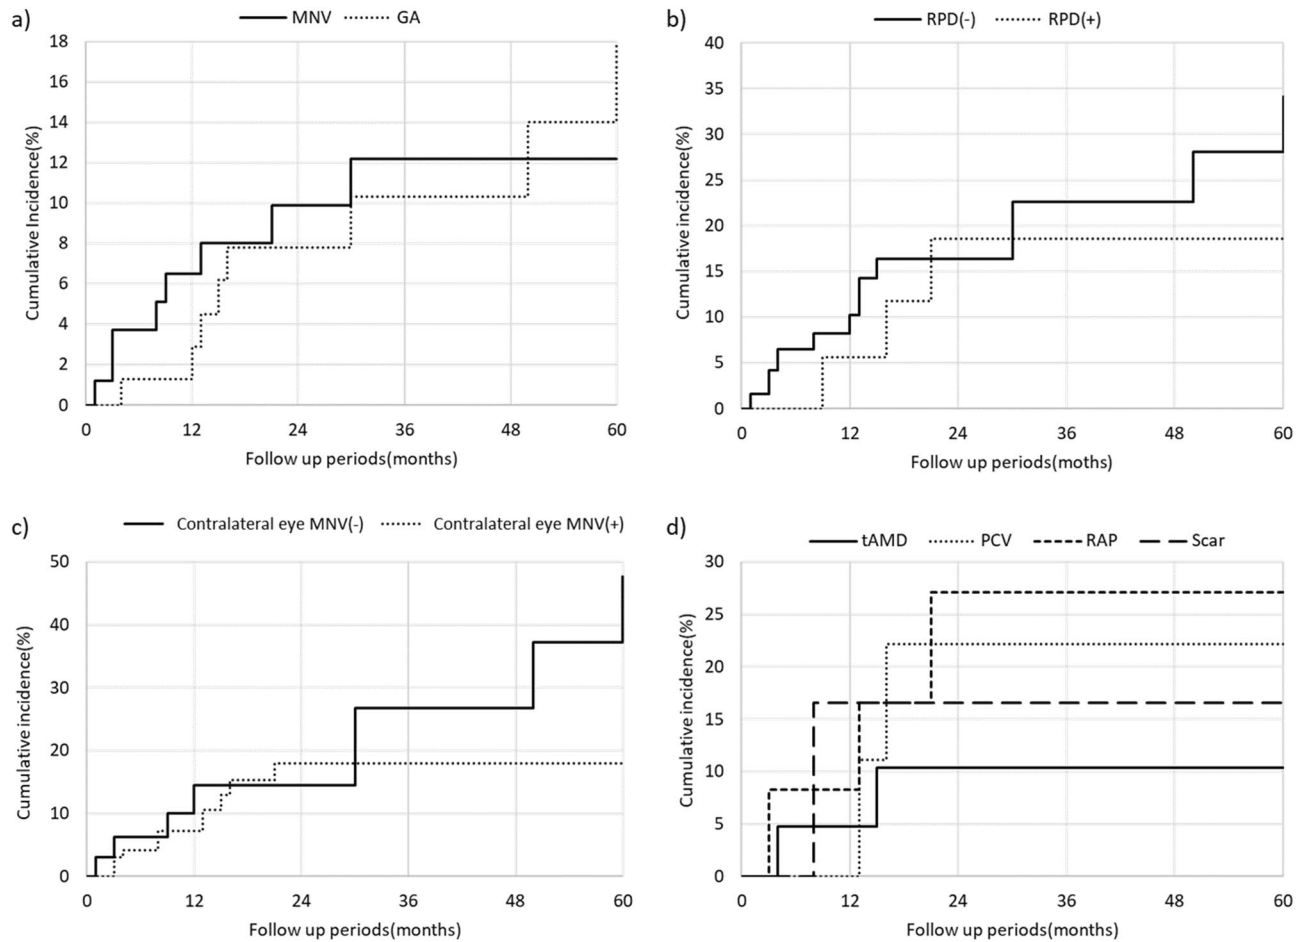 a)
MNV GA
18
16
14
12
10
8
6
4
2
0
Cumulative Incidence(%)
0 12 24 36 48 60
Follow up periods(months)
b)
RPD(-) RPD(+)
40
35
30
25
20
15
10
5
0
Cumulative incidence(%)
0 12 24 36 48 60
Follow up periods(moths)
c)
Contralateral eye MNV(-) Contralateral eye MNV(+)
50
40
30
20
10
0
Cumulative incidence(%)
0 12 24 36 48 60
Follow up periods(months)
d)
tAMD PCV RAP Scar
30
25
20
15
10
5
0
Cumulative incidence(%)
0 12 24 36 48 60
Follow up periods(months)